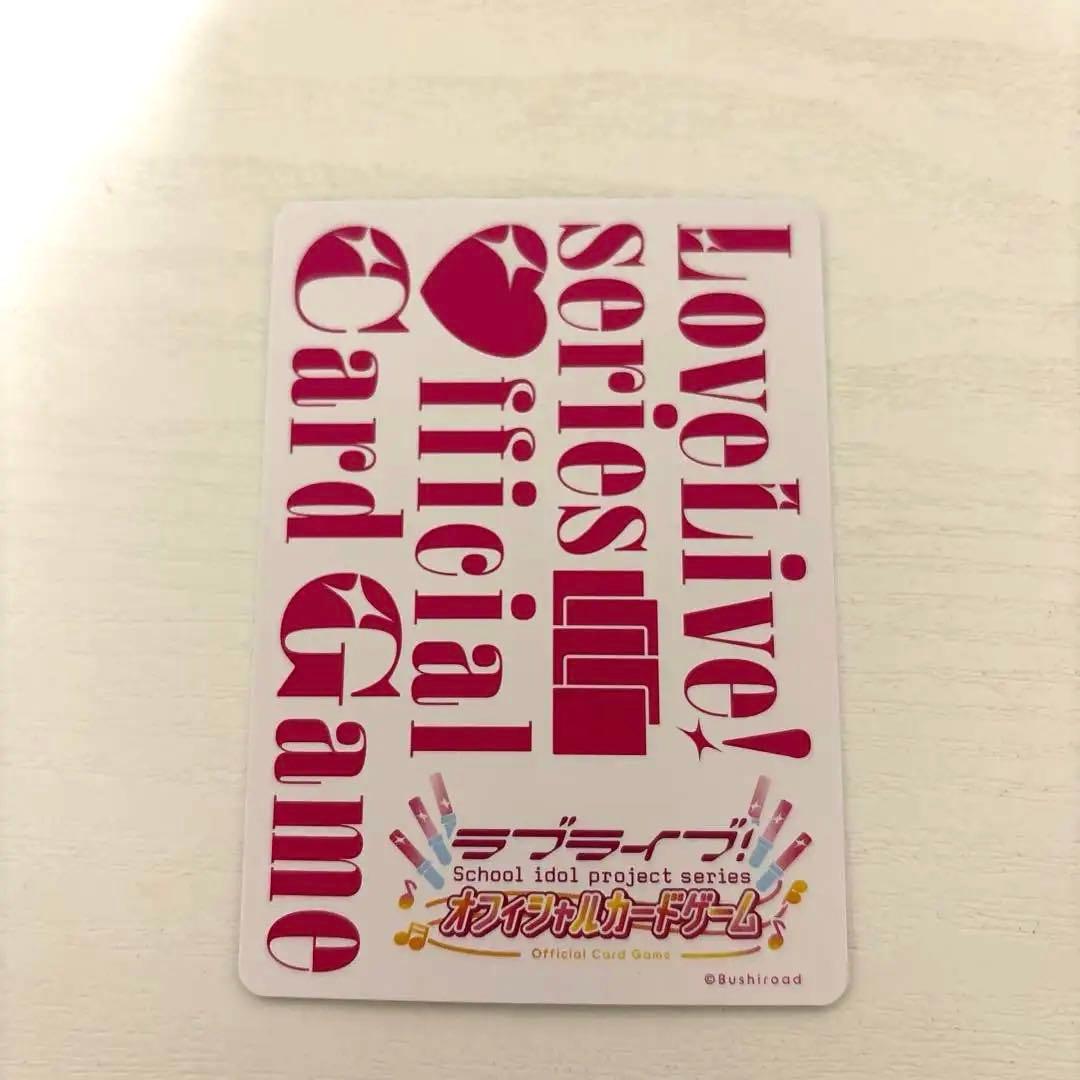 LoveLive!
series
Official
Card Game
ラブライブ!
School idol project series
オフィシャルカードゲーム
Official Card Game
©Bushiroad